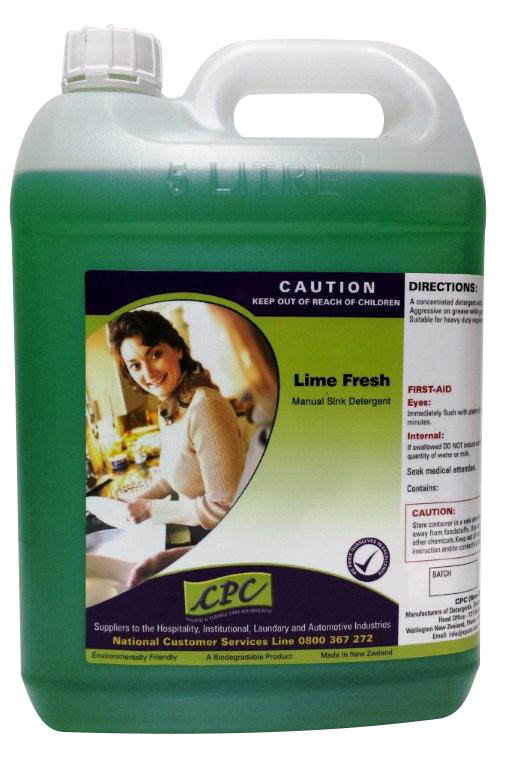 5 LITRE
CAUTION
KEEP OUT OF REACH OF CHILDREN
Lime Fresh
Manual Sink Detergent
CPC
HYGIENE & SURFACE CARE MANAGEMENT
Suppliers to the Hospitality, Institutional, Laundary and Automotive Industries
National Customer Services Line 0800 367 272
Environmentally Friendly A Biodegradable Product Made In New Zealand
DIRECTIONS:
A concentrated detergent
Aggressive on grease while
Suitable for heavy duty
FIRST-AID
Eyes:
Immediately flush with
minutes.
Internal:
If swallowed DO NOT induce
quantity of water or milk.
Seek medical attention.
Contains:
CAUTION:
Store container in a safe
away from foodstuffs.
other chemicals. Keep out of
instruction and/or contact a
BATCH
CPC
Manufacturers of Detergents,
Head Office -
Wellington New Zealand, Phone
Email: